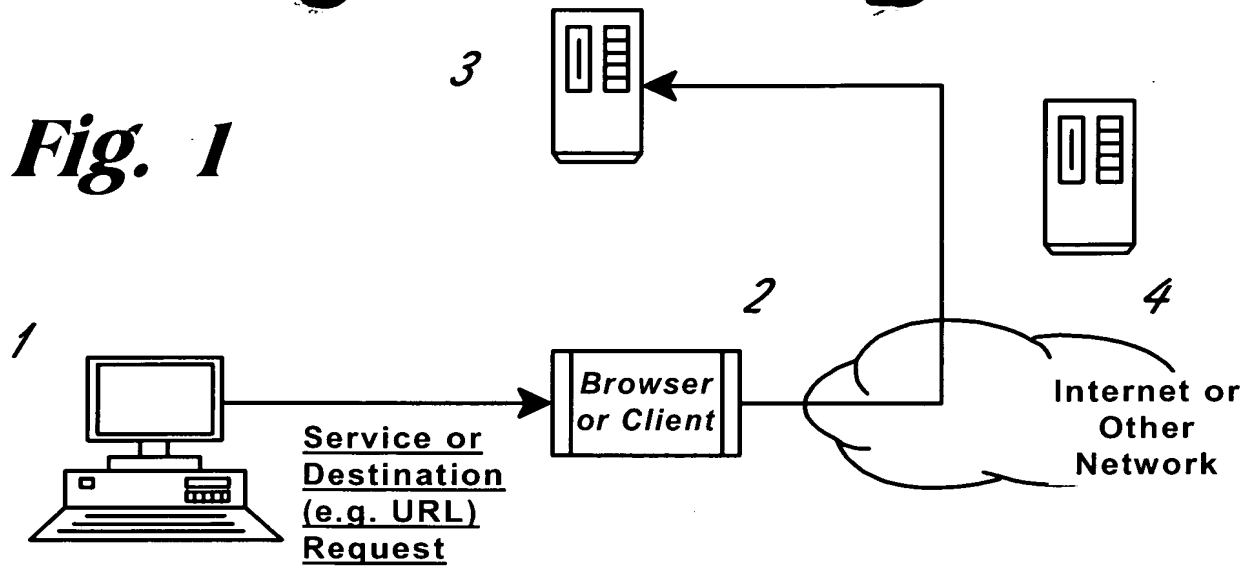 3
Fig. 1
2
4
1
Browser
or Client
Internet or
Other
Network
Service or
Destination
(e.g. URL)
Request